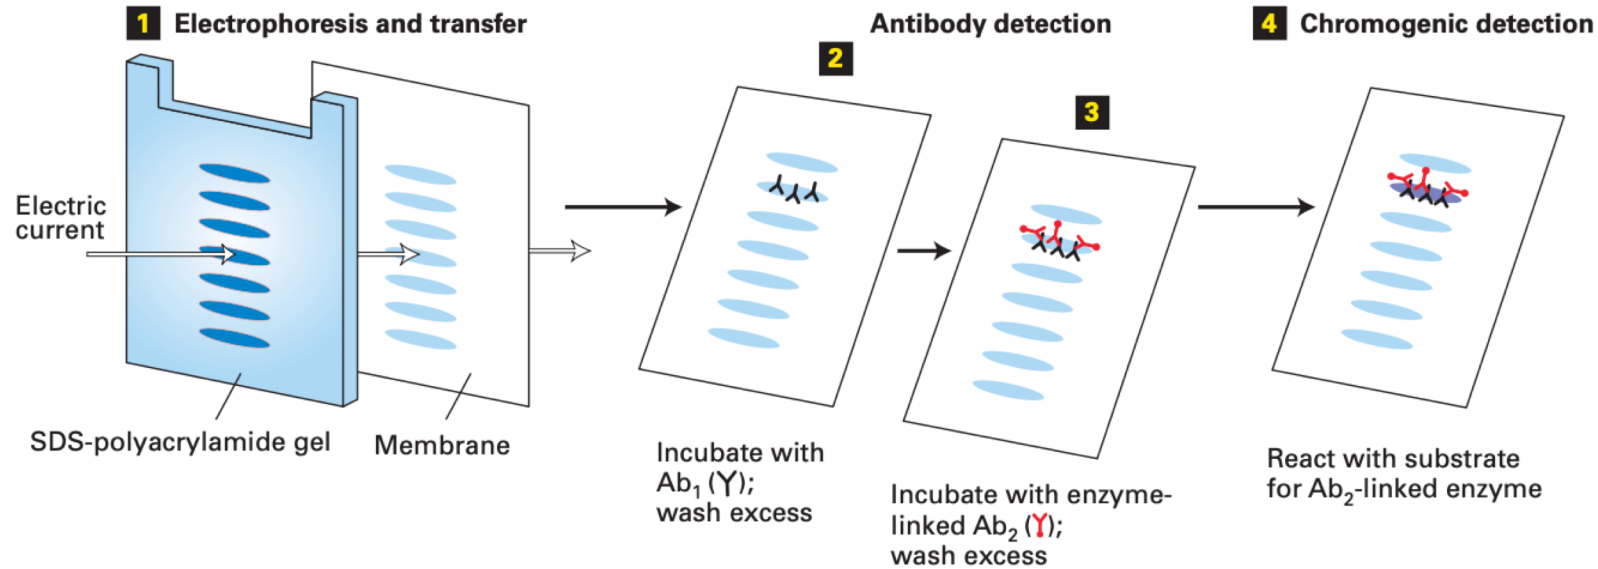 1 Electrophoresis and transfer
Electric
current
SDS-polyacrylamide gel
Membrane
Antibody detection
2
Incubate with
Ab₁ (Y);
wash excess
3
Incubate with enzyme-
linked Ab₂ (Y);
wash excess
4 Chromogenic detection
React with substrate
for Ab₂-linked enzyme